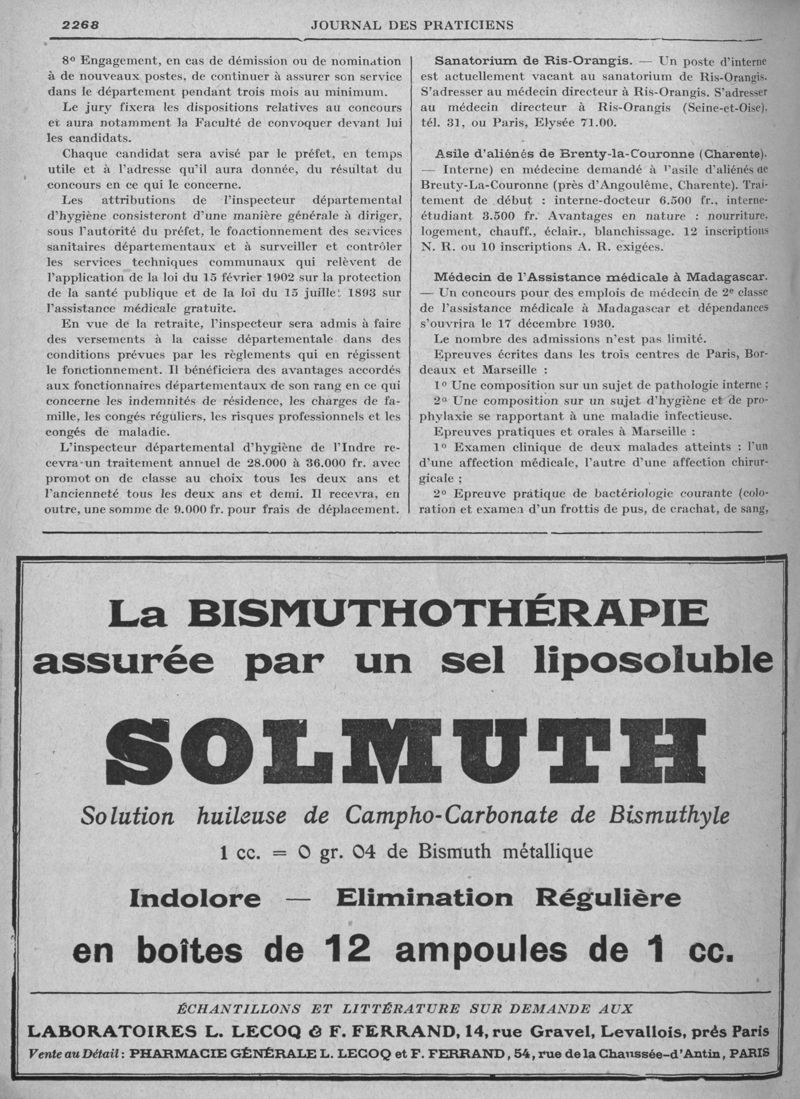 2268
JOURNAL DES PRATICIENS
8º Engagement, en cas de démission ou de nomination
à de nouveaux postes, de continuer à assurer son service
dans le département pendant trois mois au minimum.
Le jury fixera les dispositions relatives au concours
et aura notamment la Faculté de convoquer devant lui
les candidats.
Chaque candidat sera avisé par le préfet, en temps
utile et à l'adresse qu'il aura donnée, du résultat du
concours en ce qui le concerne.
Les attributions de l'inspecteur départemental
d'hygiène consisteront d'une manière générale à diriger,
sous l'autorité du préfet, le fonctionnement des services
sanitaires départementaux et à surveiller et contrôler
les services techniques communaux qui relèvent de
l'application de la loi du 15 février 1902 sur la protection
de la santé publique et de la loi du 15 juillet 1893 sur
l'assistance médicale gratuite.
En vue de la retraite, l'inspecteur sera admis à faire
des versements à la caisse départementale dans des
conditions prévues par les règlements qui en régissent
le fonctionnement. Il bénéficiera des avantages accordés
aux fonctionnaires départementaux de son rang en ce qui
concerne les indemnités de résidence, les charges de fa-
mille, les congés réguliers, les risques professionnels et les
congés de maladie.
L'inspecteur départemental d'hygiène de l'Indre re-
cevra-un traitement annuel de 28.000 à 36.000 fr. avec
promot on de classe au choix tous les deux ans et
l'ancienneté tous les deux ans et demi. Il recevra, en
outre, une somme de 9.000 fr. pour frais de déplacement.
Sanatorium de Ris-Orangis. — Un poste d'interne
est actuellement vacant au sanatorium de Ris-Orangis.
S'adresser au médecin directeur à Ris-Orangis. S'adresser
au médecin directeur à Ris-Orangis (Seine-et-Oise),
tél. 31, ou Paris, Elysée 71.00.
Asile d'aliénés de Brenty-la-Couronne (Charente).
— Interne) en médecine demandé à l'asile d'aliénés de
Breuty-La-Couronne (près d'Angoulême, Charente). Trai-
tement de début : interne-docteur 6.500 fr., interne-
étudiant 3.500 fr. Avantages en nature : nourriture,
logement, chauff., éclair., blanchissage. 12 inscriptions
N. R. ou 10 inscriptions A. R. exigées.
Médecin de l'Assistance médicale à Madagascar.
— Un concours pour des emplois de médecin de 2e classe
de l'assistance médicale à Madagascar et dépendances
s'ouvrira le 17 décembre 1930.
Le nombre des admissions n'est pas limité.
Epreuves écrites dans les trois centres de Paris, Bor-
deaux et Marseille :
1º Une composition sur un sujet de pathologie interne ;
2º Une composition sur un sujet d'hygiène et de pro-
phylaxie se rapportant à une maladie infectieuse.
Epreuves pratiques et orales à Marseille :
1º Examen clinique de deux malades atteints : l'un
d'une affection médicale, l'autre d'une affection chirur-
gicale ;
2º Epreuve pratique de bactériologie courante (colo-
ration et examen d'un frottis de pus, de crachat, de sang,
La BISMUTHOTHÉRAPIE
assurée par un sel liposoluble
SOLMUTH
Solution huileuse de Campho-Carbonate de Bismuthyle
1 cc. = 0 gr. 04 de Bismuth métallique
Indolore — Elimination Régulière
en boîtes de 12 ampoules de 1 cc.
ÉCHANTILLONS ET LITTÉRATURE SUR DEMANDE AUX
LABORATOIRES L. LECOQ & F. FERRAND, 14, rue Gravel, Levallois, prés Paris
Vente au Détail : PHARMACIE GÉNÉRALE L. LECOQ et F. FERRAND, 54, rue de la Chaussée-d'Antin, PARIS